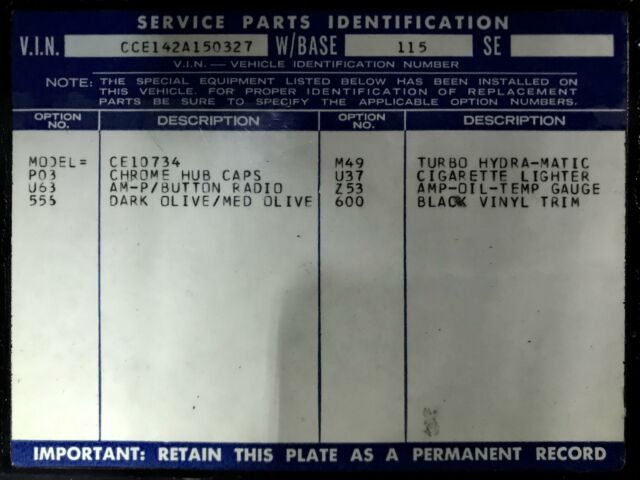 SERVICE PARTS IDENTIFICATION
V.I.N. CCE142A150327 W/BASE 115 SE
V.I.N. — VEHICLE IDENTIFICATION NUMBER
NOTE: THE SPECIAL EQUIPMENT LISTED BELOW HAS BEEN INSTALLED ON
THIS VEHICLE. FOR PROPER IDENTIFICATION OF REPLACEMENT
PARTS BE SURE TO SPECIFY THE APPLICABLE OPTION NUMBERS.
OPTION NO. DESCRIPTION OPTION NO. DESCRIPTION
MODEL= CE10734 M49 TURBO HYDRA-MATIC
P03 CHROME HUB CAPS U37 CIGARETTE LIGHTER
U63 AM-P/BUTTON RADIO Z53 AMP-OIL-TEMP GAUGE
556 DARK OLIVE/MED OLIVE 600 BLACK VINYL TRIM
IMPORTANT: RETAIN THIS PLATE AS A PERMANENT RECORD